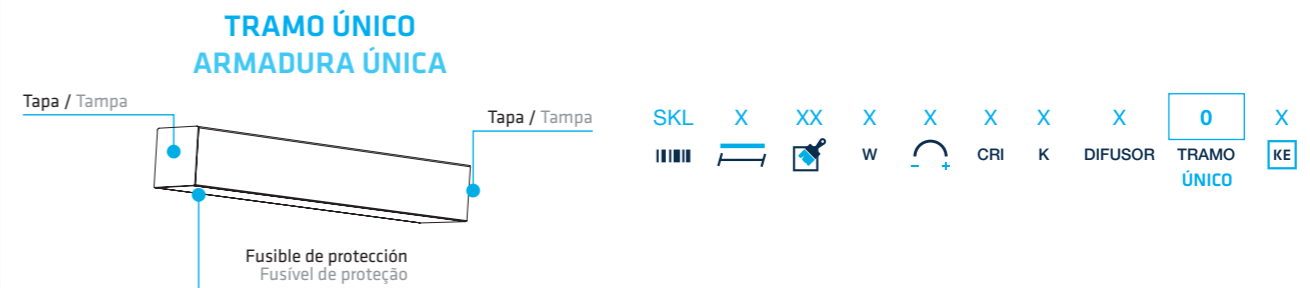 TRAMO ÚNICO
ARMADURA ÚNICA
Tapa / Tampa
Tapa / Tampa
Fusible de protección
Fusível de proteção
SKL X XX X X X X X 0 X
W - + CRI K DIFUSOR TRAMO KE
ÚNICO